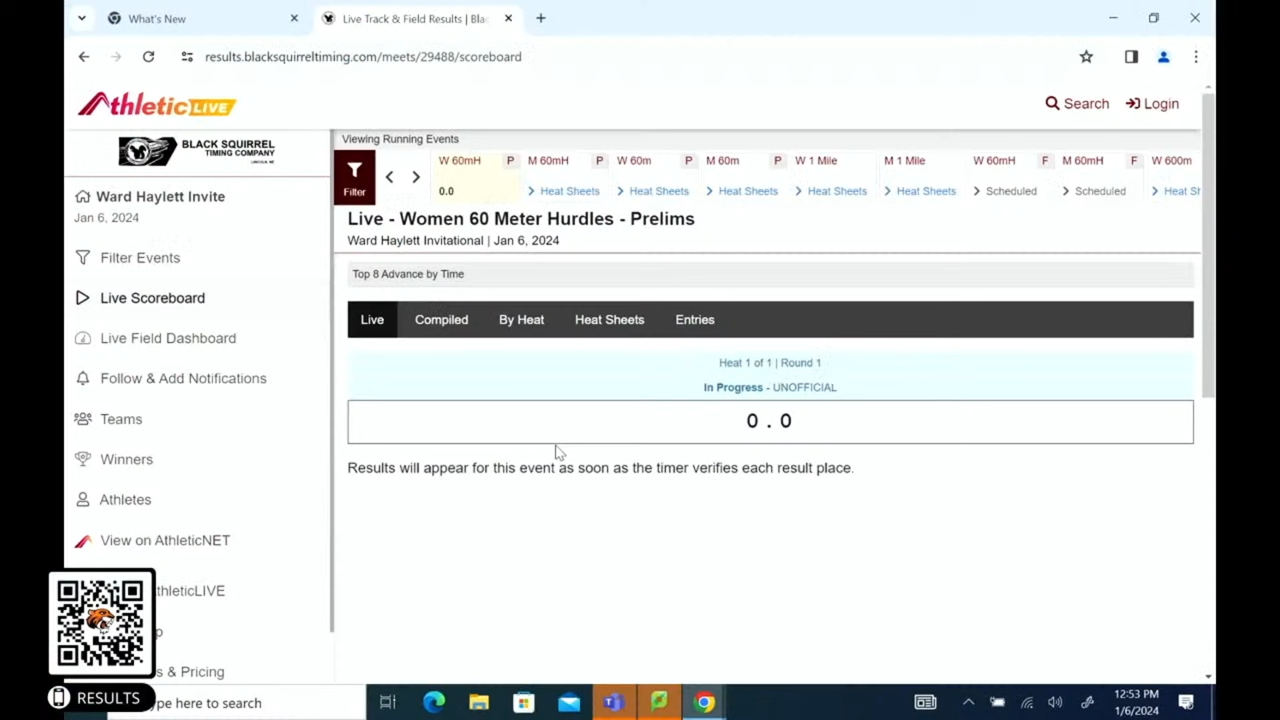 What's New
Live Track & Field Results | Bla
results.blacksquirreltiming.com/meets/29488/scoreboard
AthleticLIVE
Search
Login
BLACK SQUIRREL
TIMING COMPANY
Viewing Running Events
Filter
W 60mH P
0.0
M 60mH P
Heat Sheets
W 60m P
Heat Sheets
M 60m P
Heat Sheets
W 1 Mile
Heat Sheets
M 1 Mile
Heat Sheets
W 60mH F
Scheduled
M 60mH F
Scheduled
W 600m
Heat Sh
Ward Haylett Invite
Jan 6, 2024
Filter Events
Live Scoreboard
Live Field Dashboard
Follow & Add Notifications
Teams
Winners
Athletes
View on AthleticNET
thleticLIVE
p
s & Pricing
Live - Women 60 Meter Hurdles - Prelims
Ward Haylett Invitational | Jan 6, 2024
Top 8 Advance by Time
Live Compiled By Heat Heat Sheets Entries
Heat 1 of 1 | Round 1
In Progress - UNOFFICIAL
0.0
Results will appear for this event as soon as the timer verifies each result place.
RESULTS
ype here to search
12:53 PM
1/6/2024